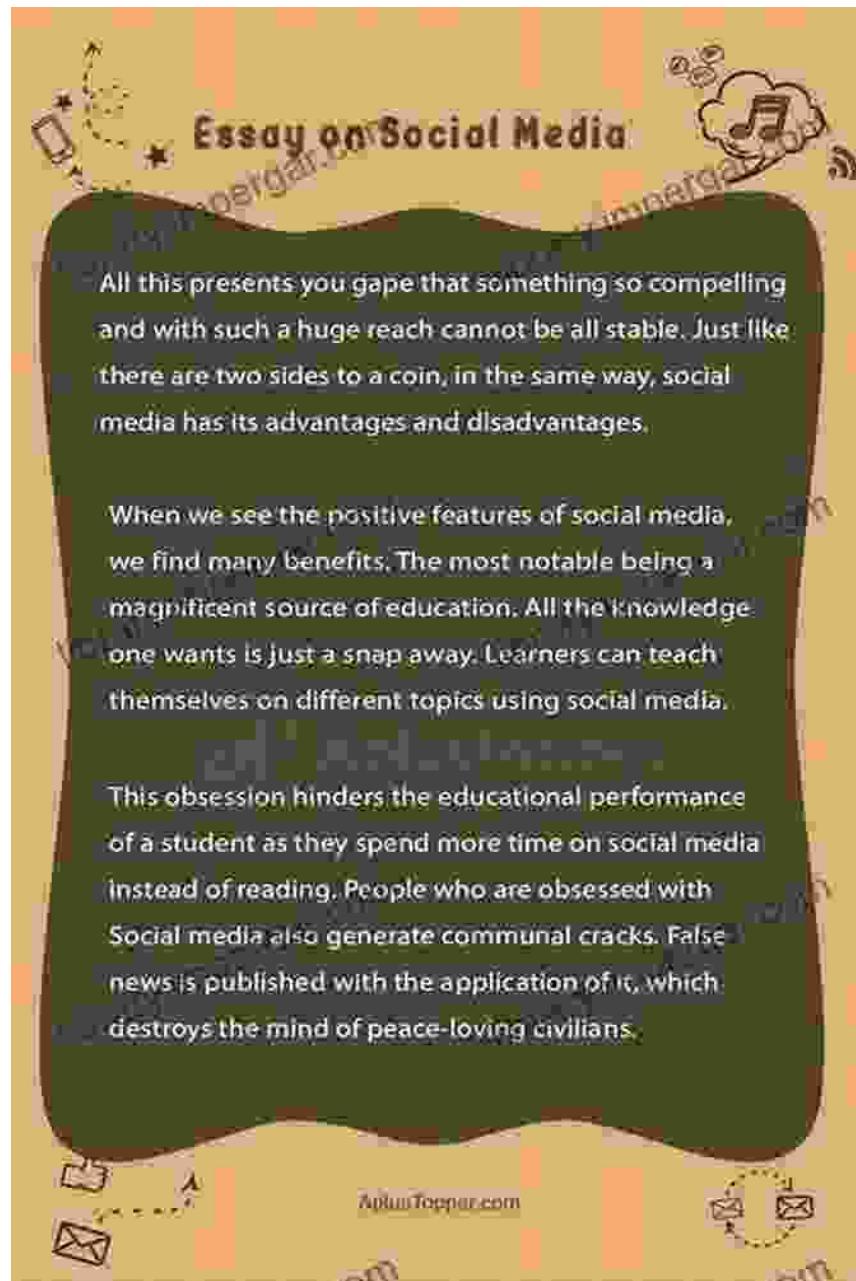 Essay on Social Media
All this presents you gape that something so compelling
and with such a huge reach cannot be all stable. Just like
there are two sides to a coin, in the same way, social
media has its advantages and disadvantages.
When we see the positive features of social media,
we find many benefits. The most notable being a
magnificent source of education. All the knowledge
one wants is just a snap away. Learners can teach
themselves on different topics using social media.
This obsession hinders the educational performance
of a student as they spend more time on social media
instead of reading. People who are obsessed with
Social media also generate communal cracks. False
news is published with the application of it, which
destroys the mind of peace-loving civilians.
AplusTopper.com